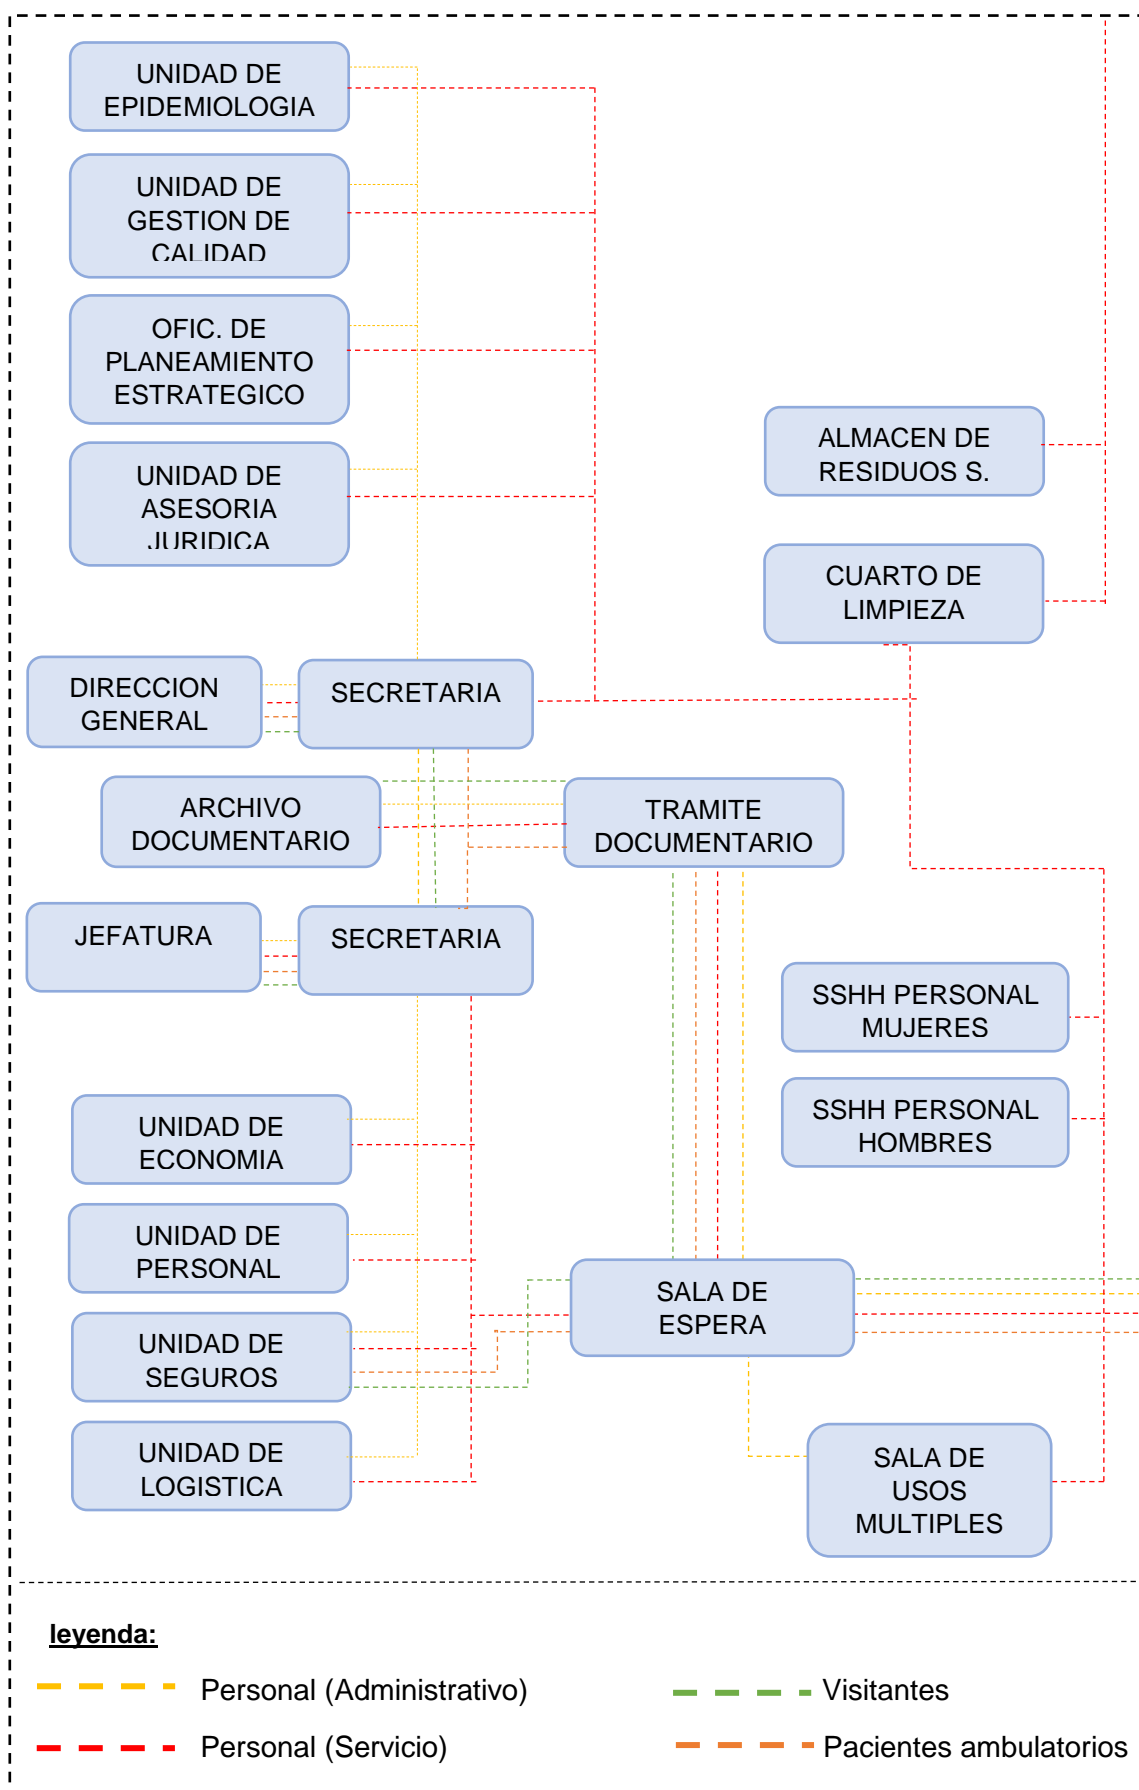 UNIDAD DE
EPIDEMIOLOGIA
UNIDAD DE
GESTION DE
CALIDAD
OFIC. DE
PLANEAMIENTO
ESTRATEGICO
ALMACEN DE
RESIDUOS S.
UNIDAD DE
ASESORIA
JURIDICA
CUARTO DE
LIMPIEZA
DIRECCION
GENERAL
SECRETARIA
ARCHIVO
DOCUMENTARIO
TRAMITE
DOCUMENTARIO
JEFATURA
SECRETARIA
SSHH PERSONAL
MUJERES
SSHH PERSONAL
HOMBRES
UNIDAD DE
ECONOMIA
UNIDAD DE
PERSONAL
SALA DE
ESPERA
UNIDAD DE
SEGUROS
UNIDAD DE
LOGISTICA
SALA DE
USOS
MULTIPLES
leyenda:
Personal (Administrativo)
Visitantes
Personal (Servicio)
Pacientes ambulatorios